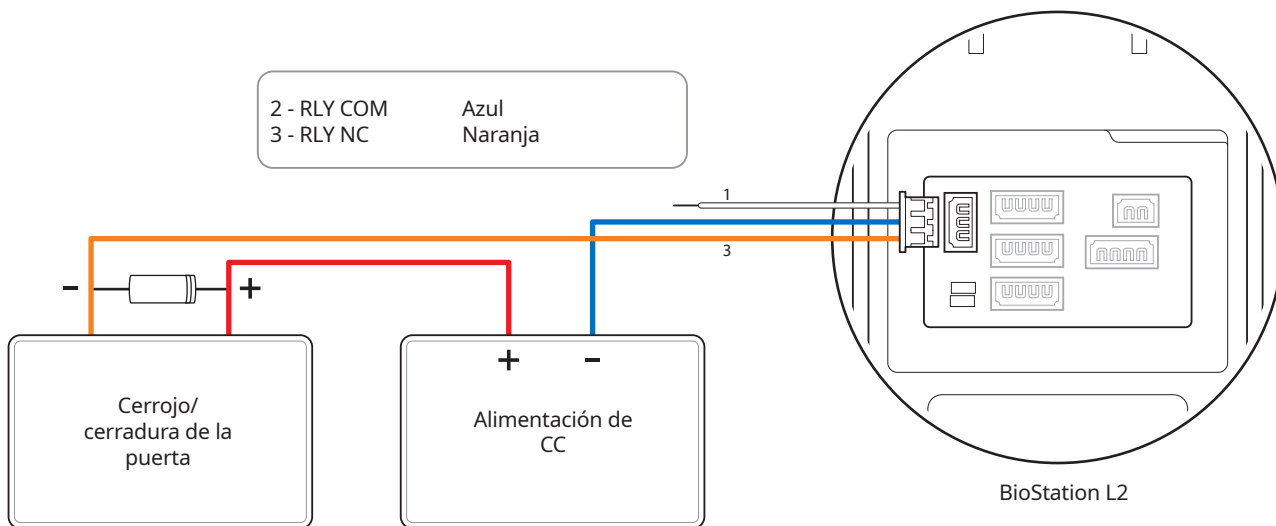 2 - RLY COM Azul
3 - RLY NC Naranja
1
3
- +
+ -
Cerrojo/
cerradura de la
puerta
Alimentación de
CC
BioStation L2